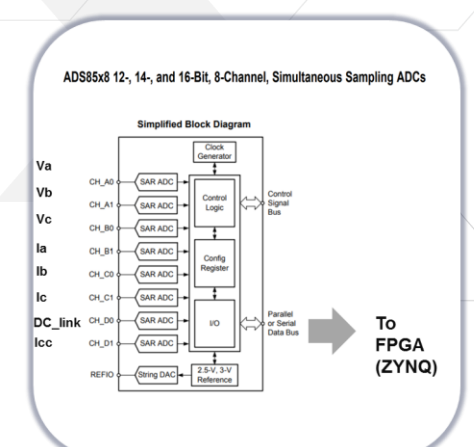 ADS85x8 12-, 14-, and 16-Bit, 8-Channel, Simultaneous Sampling ADCs
Simplified Block Diagram
Clock
Generator
Va
CH_A0 SAR ADC
Vb
CH_A1 SAR ADC
Control
Logic
Control
Signal
Bus
Vc
CH_B0 SAR ADC
Ia
CH_B1 SAR ADC
Config
Register
Ib
CH_C0 SAR ADC
Ic
CH_C1 SAR ADC
DC_link
CH_D0 SAR ADC
I/O
Parallel
or Serial
Data Bus
Icc
CH_D1 SAR ADC
REFIO String DAC
2.5-V, 3-V
Reference
To
FPGA
(ZYNQ)